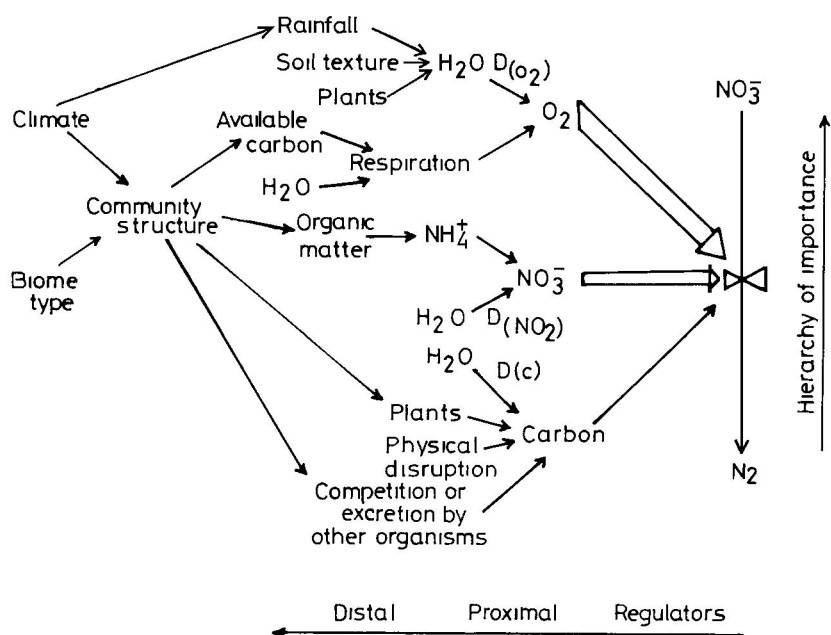 Rainfall
Soil texture → H₂O D(O₂)
Plants
NO₃⁻
Climate
Available
carbon
O₂
Respiration
H₂O
Community
structure
Organic
matter
NH₄⁺
Biome
type
NO₃⁻
H₂O D(NO₂)
H₂O
D(c)
Plants
Carbon
Physical
disruption
N₂
Competition or
excretion by
other organisms
Hierarchy of importance
Distal Proximal Regulators